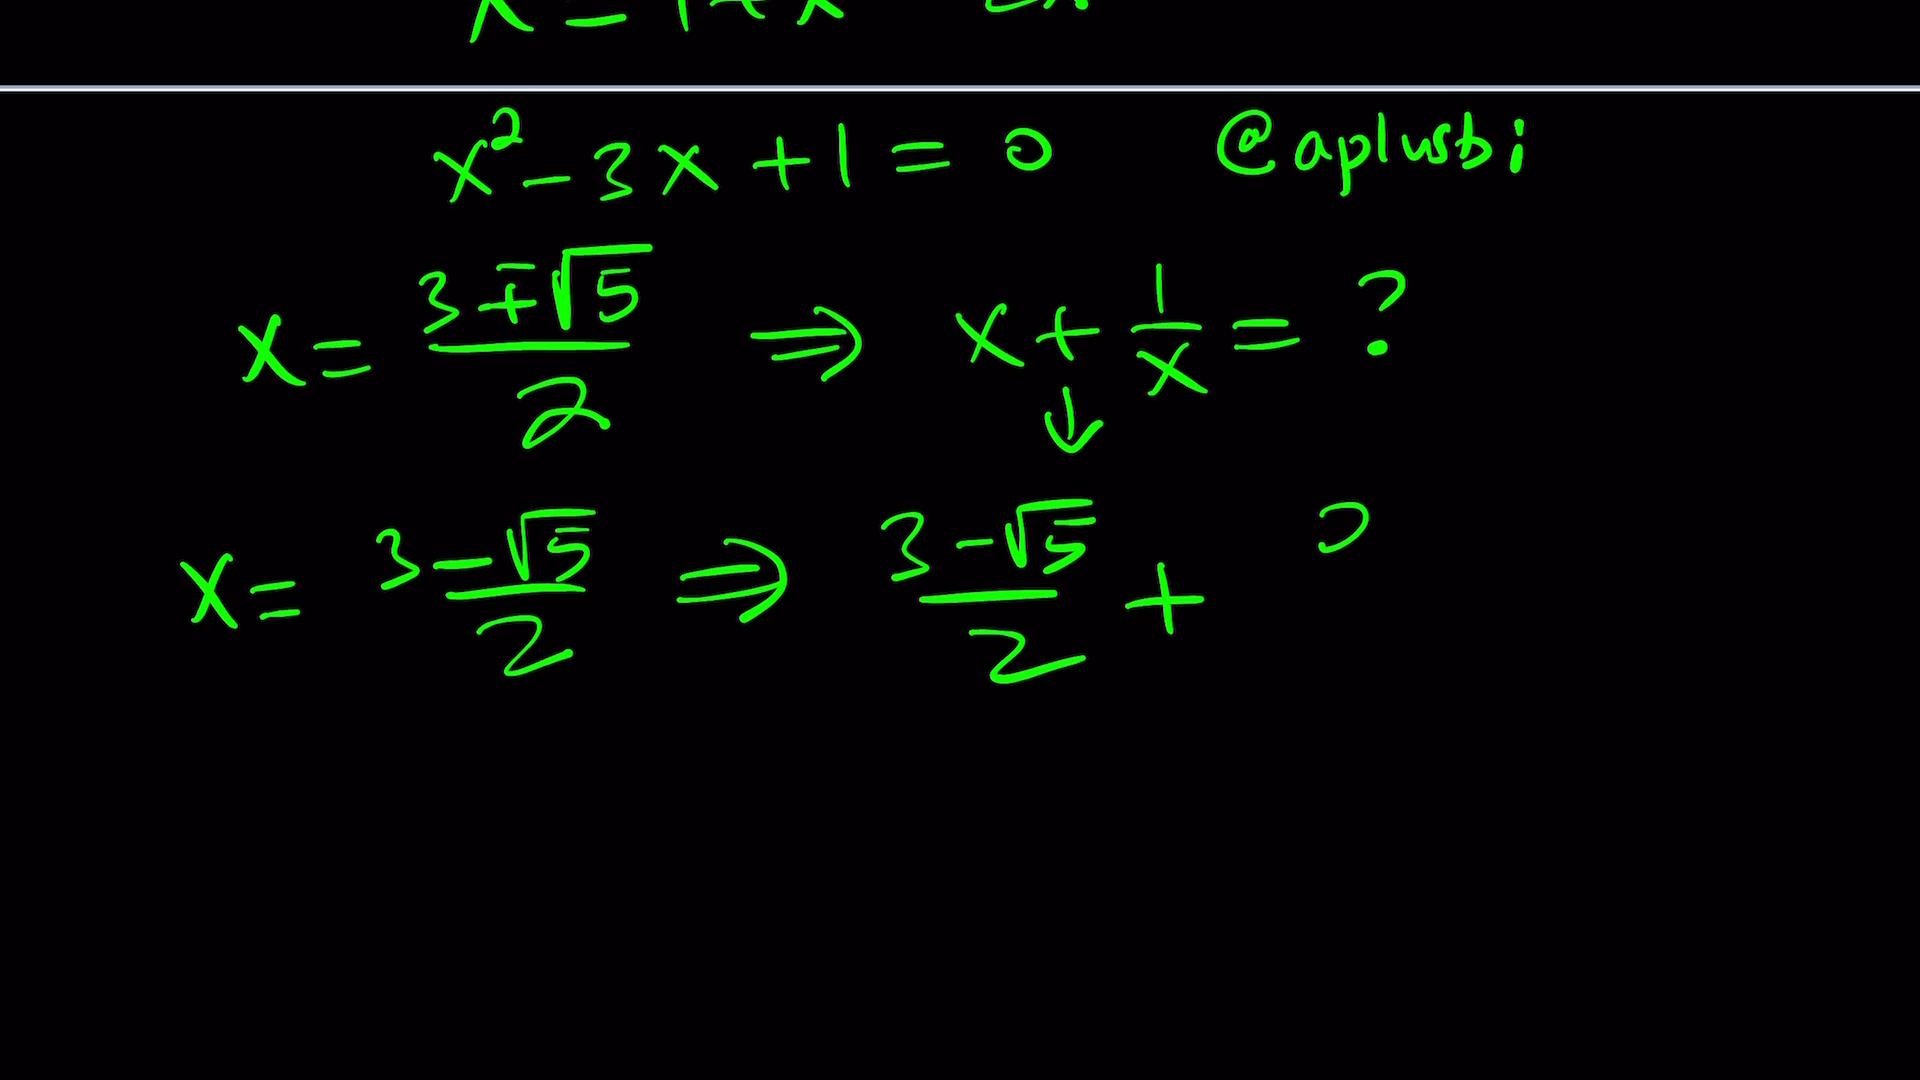 x² - 3x + 1 = 0 @aplusbi
x = (3 ∓ √5)/2 ⇒ x + 1/x = ?
↓
x = (3 - √5)/2 ⇒ (3 - √5)/2 +